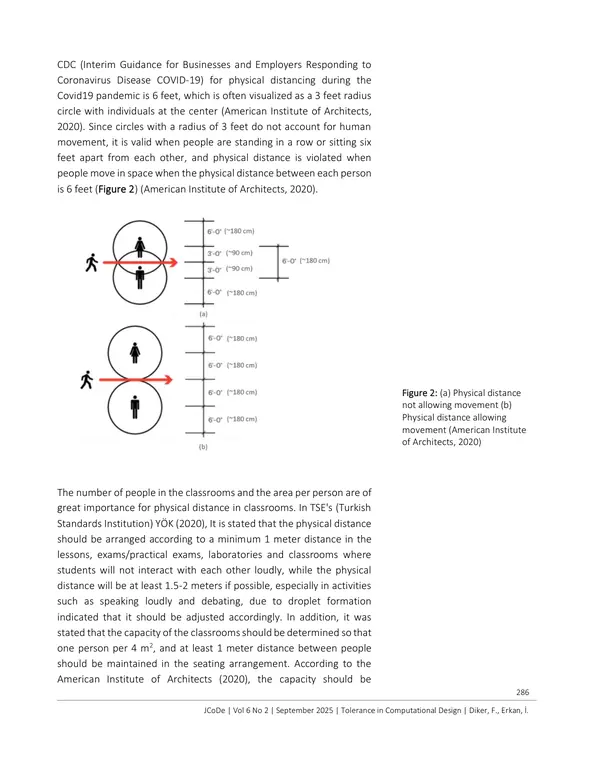 CDC (Interim Guidance for Businesses and Employers Responding to
Coronavirus Disease COVID-19) for physical distancing during the
Covid19 pandemic is 6 feet, which is often visualized as a 3 feet radius
circle with individuals at the center (American Institute of Architects,
2020). Since circles with a radius of 3 feet do not account for human
movement, it is valid when people are standing in a row or sitting six
feet apart from each other, and physical distance is violated when
people move in space when the physical distance between each person
is 6 feet (Figure 2) (American Institute of Architects, 2020).
6'-0" (~180 cm)
3'-0" (~90 cm)
6'-0" (~180 cm)
3'-0" (~90 cm)
6'-0" (~180 cm)
(a)
6'-0" (~180 cm)
6'-0" (~180 cm)
6'-0" (~180 cm)
6'-0" (~180 cm)
(b)
Figure 2: (a) Physical distance
not allowing movement (b)
Physical distance allowing
movement (American Institute
of Architects, 2020)
The number of people in the classrooms and the area per person are of
great importance for physical distance in classrooms. In TSE's (Turkish
Standards Institution) YÖK (2020), It is stated that the physical distance
should be arranged according to a minimum 1 meter distance in the
lessons, exams/practical exams, laboratories and classrooms where
students will not interact with each other loudly, while the physical
distance will be at least 1.5-2 meters if possible, especially in activities
such as speaking loudly and debating, due to droplet formation
indicated that it should be adjusted accordingly. In addition, it was
stated that the capacity of the classrooms should be determined so that
one person per 4 m², and at least 1 meter distance between people
should be maintained in the seating arrangement. According to the
American Institute of Architects (2020), the capacity should be
286
JCoDe | Vol 6 No 2 | September 2025 | Tolerance in Computational Design | Diker, F., Erkan, İ.